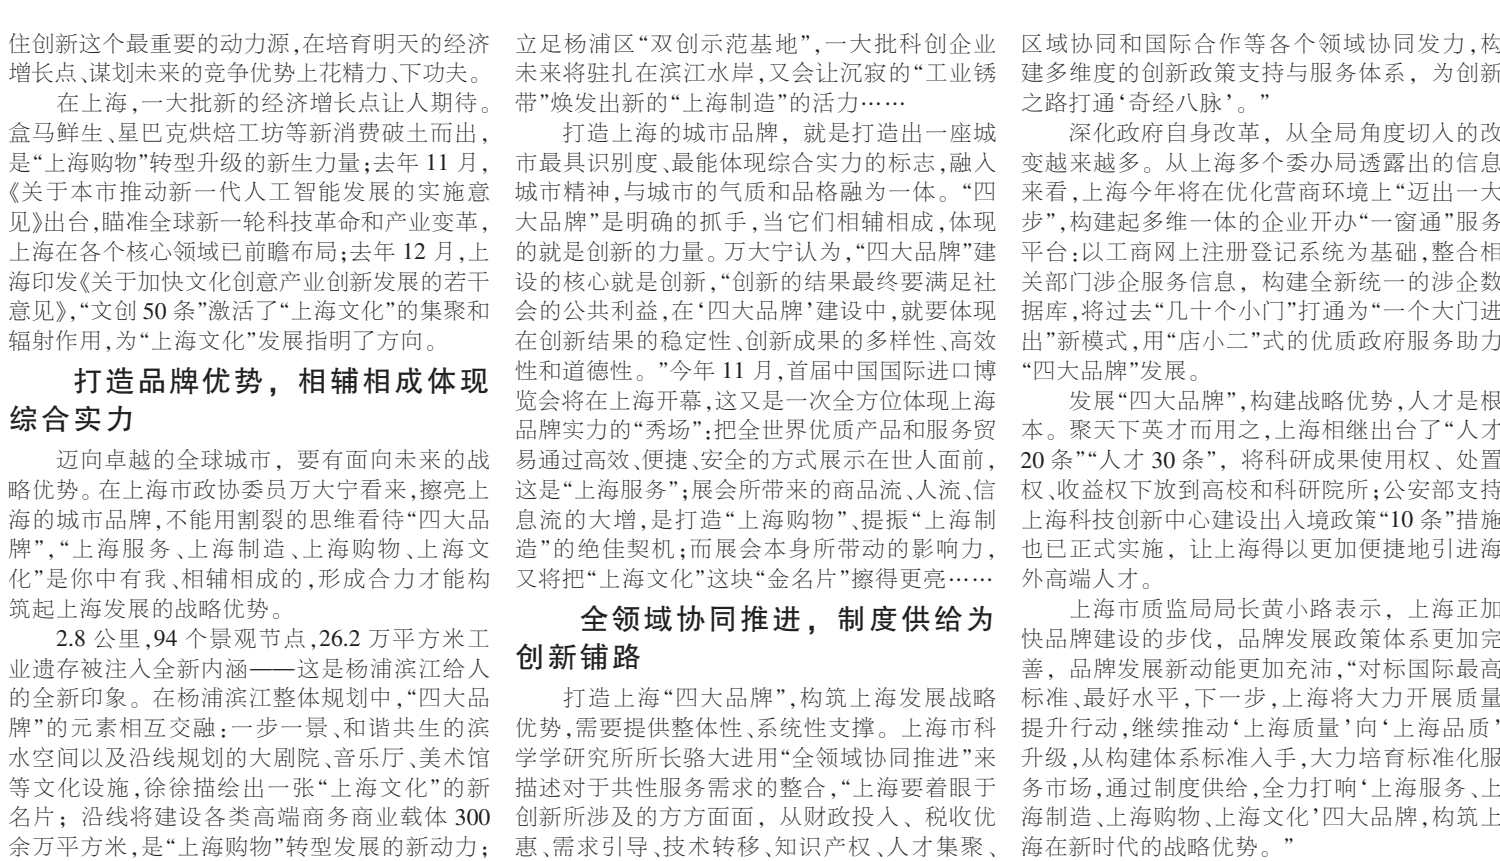 住创新这个最重要的动力源,在培育明天的经济
增长点、谋划未来的竞争优势上花精力、下功夫。
在上海,一大批新的经济增长点让人期待。
盒马鲜生、星巴克烘焙工坊等新消费破土而出,
是“上海购物”转型升级的新生力量;去年 11 月,
《关于本市推动新一代人工智能发展的实施意
见》出台,瞄准全球新一轮科技革命和产业变革,
上海在各个核心领域已前瞻布局;去年 12 月,上
海印发《关于加快文化创意产业创新发展的若干
意见》,“文创 50 条”激活了“上海文化”的集聚和
辐射作用,为“上海文化”发展指明了方向。
打造品牌优势，相辅相成体现
综合实力
迈向卓越的全球城市，要有面向未来的战
略优势。在上海市政协委员万大宁看来,擦亮上
海的城市品牌,不能用割裂的思维看待“四大品
牌”,“上海服务、上海制造、上海购物、上海文
化”是你中有我、相辅相成的,形成合力才能构
筑起上海发展的战略优势。
2.8 公里,94 个景观节点,26.2 万平方米工
业遗存被注入全新内涵——这是杨浦滨江给人
的全新印象。在杨浦滨江整体规划中,“四大品
牌”的元素相互交融:一步一景、和谐共生的滨
水空间以及沿线规划的大剧院、音乐厅、美术馆
等文化设施,徐徐描绘出一张“上海文化”的新
名片；沿线将建设各类高端商务商业载体 300
余万平方米,是“上海购物”转型发展的新动力;
立足杨浦区“双创示范基地”,一大批科创企业
未来将驻扎在滨江水岸,又会让沉寂的“工业锈
带”焕发出新的“上海制造”的活力……
打造上海的城市品牌，就是打造出一座城
市最具识别度、最能体现综合实力的标志,融入
城市精神,与城市的气质和品格融为一体。“四
大品牌”是明确的抓手,当它们相辅相成,体现
的就是创新的力量。万大宁认为,“四大品牌”建
设的核心就是创新,“创新的结果最终要满足社
会的公共利益,在‘四大品牌’建设中,就要体现
在创新结果的稳定性、创新成果的多样性、高效
性和道德性。”今年 11 月,首届中国国际进口博
览会将在上海开幕,这又是一次全方位体现上海
品牌实力的“秀场”:把全世界优质产品和服务贸
易通过高效、便捷、安全的方式展示在世人面前,
这是“上海服务”;展会所带来的商品流、人流、信
息流的大增,是打造“上海购物”、提振“上海制
造”的绝佳契机;而展会本身所带动的影响力,
又将把“上海文化”这块“金名片”擦得更亮……
全领域协同推进，制度供给为
创新铺路
打造上海“四大品牌”,构筑上海发展战略
优势,需要提供整体性、系统性支撑。上海市科
学学研究所所长骆大进用“全领域协同推进”来
描述对于共性服务需求的整合,“上海要着眼于
创新所涉及的方方面面，从财政投入、税收优
惠、需求引导、技术转移、知识产权、人才集聚、
区域协同和国际合作等各个领域协同发力,构
建多维度的创新政策支持与服务体系，为创新
之路打通‘奇经八脉’。”
深化政府自身改革，从全局角度切入的改
变越来越多。从上海多个委办局透露出的信息
来看,上海今年将在优化营商环境上“迈出一大
步”,构建起多维一体的企业开办“一窗通”服务
平台:以工商网上注册登记系统为基础,整合相
关部门涉企服务信息，构建全新统一的涉企数
据库,将过去“几十个小门”打通为“一个大门进
出”新模式,用“店小二”式的优质政府服务助力
“四大品牌”发展。
发展“四大品牌”,构建战略优势,人才是根
本。聚天下英才而用之,上海相继出台了“人才
20 条”“人才 30 条”，将科研成果使用权、处置
权、收益权下放到高校和科研院所;公安部支持
上海科技创新中心建设出入境政策“10 条”措施
也已正式实施，让上海得以更加便捷地引进海
外高端人才。
上海市质监局局长黄小路表示，上海正加
快品牌建设的步伐，品牌发展政策体系更加完
善，品牌发展新动能更加充沛,“对标国际最高
标准、最好水平,下一步,上海将大力开展质量
提升行动,继续推动‘上海质量’向‘上海品质’
升级,从构建体系标准入手,大力培育标准化服
务市场,通过制度供给,全力打响‘上海服务、上
海制造、上海购物、上海文化’四大品牌,构筑上
海在新时代的战略优势。”